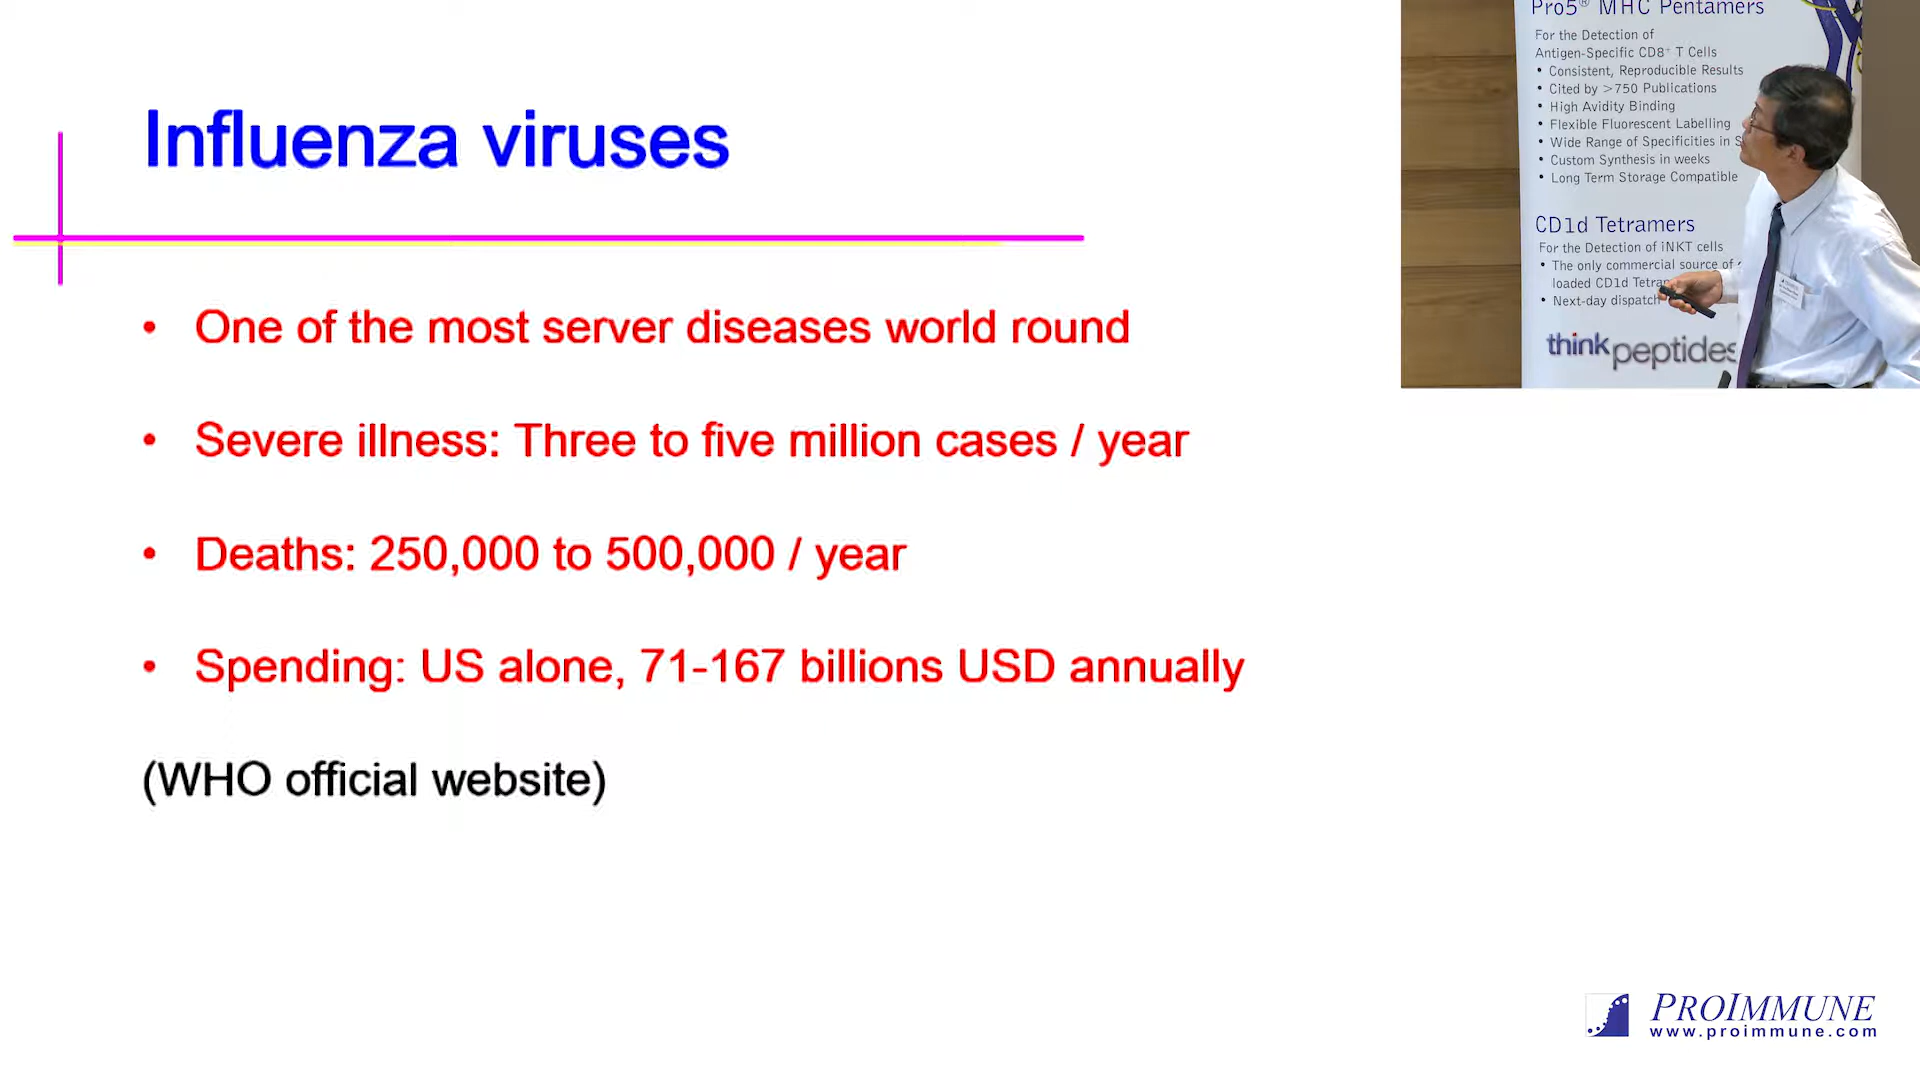 Influenza viruses
• One of the most server diseases world round
• Severe illness: Three to five million cases / year
• Deaths: 250,000 to 500,000 / year
• Spending: US alone, 71-167 billions USD annually
(WHO official website)
Pro5® MHC Pentamers
For the Detection of
Antigen-Specific CD8+ T Cells
• Consistent, Reproducible Results
• Cited by >750 Publications
• High Avidity Binding
• Flexible Fluorescent Labelling
• Wide Range of Specificities in
• Custom Synthesis in weeks
• Long Term Storage Compatible
CD1d Tetramers
For the Detection of iNKT cells
• The only commercial source of
loaded CD1d
• Next-day dispatch
thinkpeptides
PROIMMUNE
www.proimmune.com